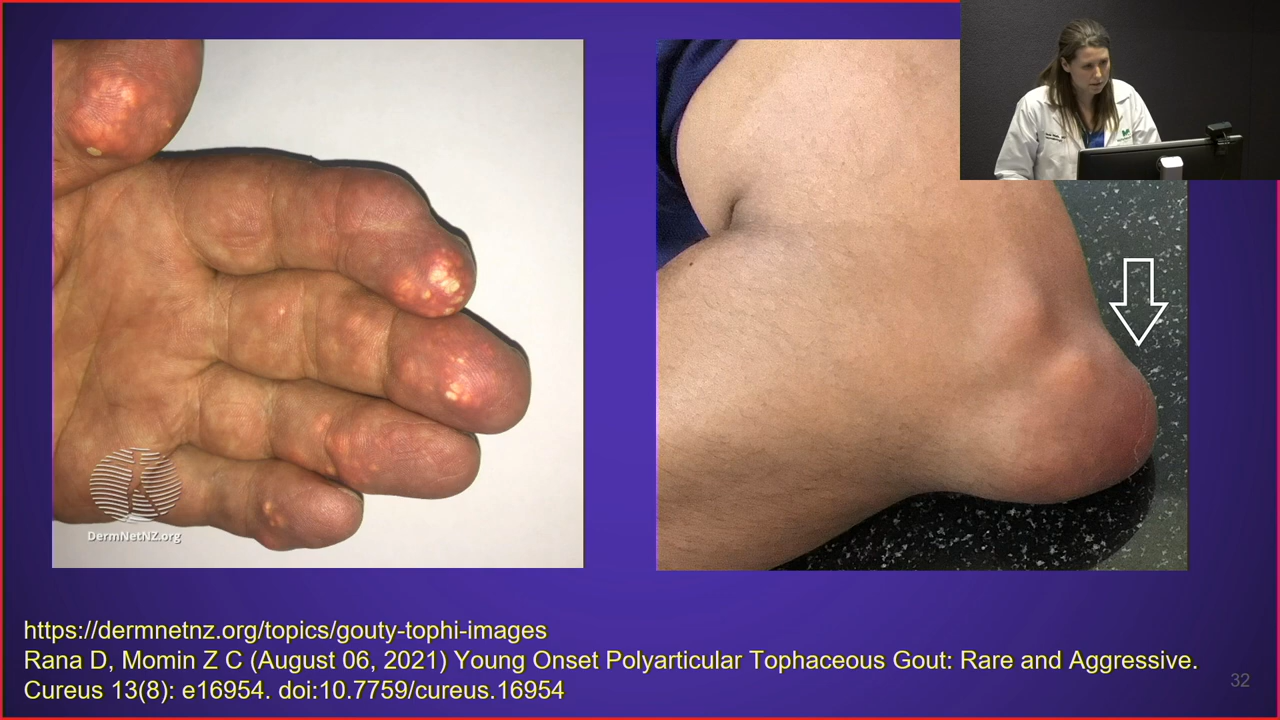 DermNetNZ.org
https://dermnetnz.org/topics/gouty-tophi-images
Rana D, Momin Z C (August 06, 2021) Young Onset Polyarticular Tophaceous Gout: Rare and Aggressive.
Cureus 13(8): e16954. doi:10.7759/cureus.16954
32